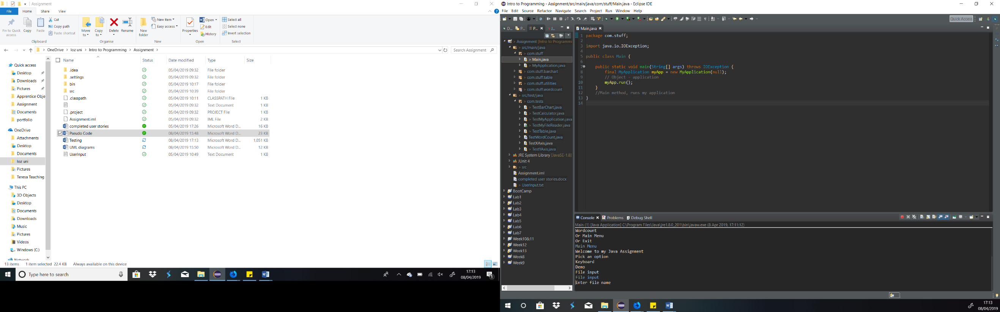 Assignment
File Home Share View
Pin to Quick access
Copy
Paste
Cut
Copy path
Paste shortcut
Clipboard
Move to
Copy to
Delete
Rename
Organise
New folder
New item
Easy access
New
Properties
Open
Edit
History
Open
Select all
Select none
Invert selection
Select
OneDrive > loz uni > Intro to Programming > Assignment >
Search Assignment
Quick access
Desktop
Downloads
Pictures
Apprentice Obje
Assignment
Documents
portfolio
OneDrive
Attachments
Desktop
Documents
loz uni
Pictures
Teresa Teaching
This PC
3D Objects
Desktop
Documents
Downloads
Music
Pictures
Videos
Windows (C:)
Network
Name Status Date modified Type Size
.idea 05/04/2019 09:32 File folder
.settings 05/04/2019 09:32 File folder
bin 05/04/2019 10:17 File folder
src 05/04/2019 10:39 File folder
.classpath 05/04/2019 10:11 CLASSPATH File 1 KB
05/04/2019 09:32 Text Document 1 KB
.project 05/04/2019 09:32 PROJECT File 1 KB
Assignment.iml 05/04/2019 09:32 IML File 2 KB
completed user stories 05/04/2019 17:26 Microsoft Word D... 16 KB
Pseudo Code 08/04/2019 15:48 Microsoft Word D... 23 KB
Testing 08/04/2019 17:13 Microsoft Word D... 1,051 KB
UML diagrams 08/04/2019 15:50 Microsoft Word D... 12 KB
UserInput 05/04/2019 10:49 Text Document 1 KB
13 items 1 item selected 22.4 KB Always available on this device
Type here to search
17:13
08/04/2019
1
Intro to Programming - Assignment/src/main/java/com/stuff/Main.java - Eclipse IDE
File Edit Source Refactor Navigate Search Project Run Window Help
Quick Access
D... P... P... J...
> Assignment [Intro to Programmi
> src/main/java
> com.stuff
> Main.java
> MyApplication.java
> com.stuff.barchart
> com.stuff.table
> com.stuff.utilities
> com.stuff.wordcount
> src/test/java
> com.tests
> TestBarChart.java
> TestCalculator.java
> TestMyApplication.java
> TestMyFileReader.java
> TestTable.java
TestWordCount.java
TestXAxis.java
> TestYAxis.java
JRE System Library [JavaSE-1.8]
JUnit 4
> src
Assignment.iml
completed user stories.docx
> UserInput.txt
BootCamp
Lab1
Lab2
Lab3
Lab4
Lab5
Lab6
Lab7
Week10&11
Week12
Week13
Week8
Week9
Main.java
1 package com.stuff;
2
3 import java.io.IOException;
4
5 public class Main {
6
7 public static void main(String[] args) throws IOException {
8 final MyApplication myApp = new MyApplication(null);
9 // Object - application
10 myApp.run();
11 }
12 //Main method, runs my application
13 }
14
Console Problems Debug Shell
Main (1) [Java Application] C:\Program Files\Java\jre1.8.0_201\bin\javaw.exe (8 Apr 2019, 17:11:12)
Wordcount
Or Main Menu
Or Exit
Main Menu
Welcome to my Java Assignment
Pick an option
Keyboard
Demo
File input
File input
Enter file name
17:13
08/04/2019